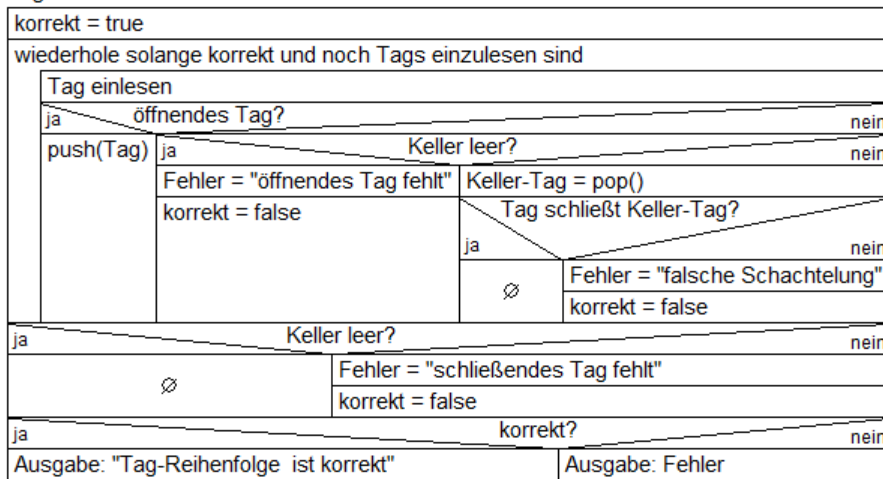 korrekt = true
wiederhole solange korrekt und noch Tags einzulesen sind
Tag einlesen
öffnendes Tag?
ja
nein
push(Tag)
Keller leer?
ja
nein
Fehler = "öffnendes Tag fehlt"
korrekt = false
Keller-Tag = pop()
Tag schließt Keller-Tag?
ja
nein
Fehler = "falsche Schachtelung"
korrekt = false
Keller leer?
ja
nein
Fehler = "schließendes Tag fehlt"
korrekt = false
korrekt?
ja
nein
Ausgabe: "Tag-Reihenfolge ist korrekt"
Ausgabe: Fehler